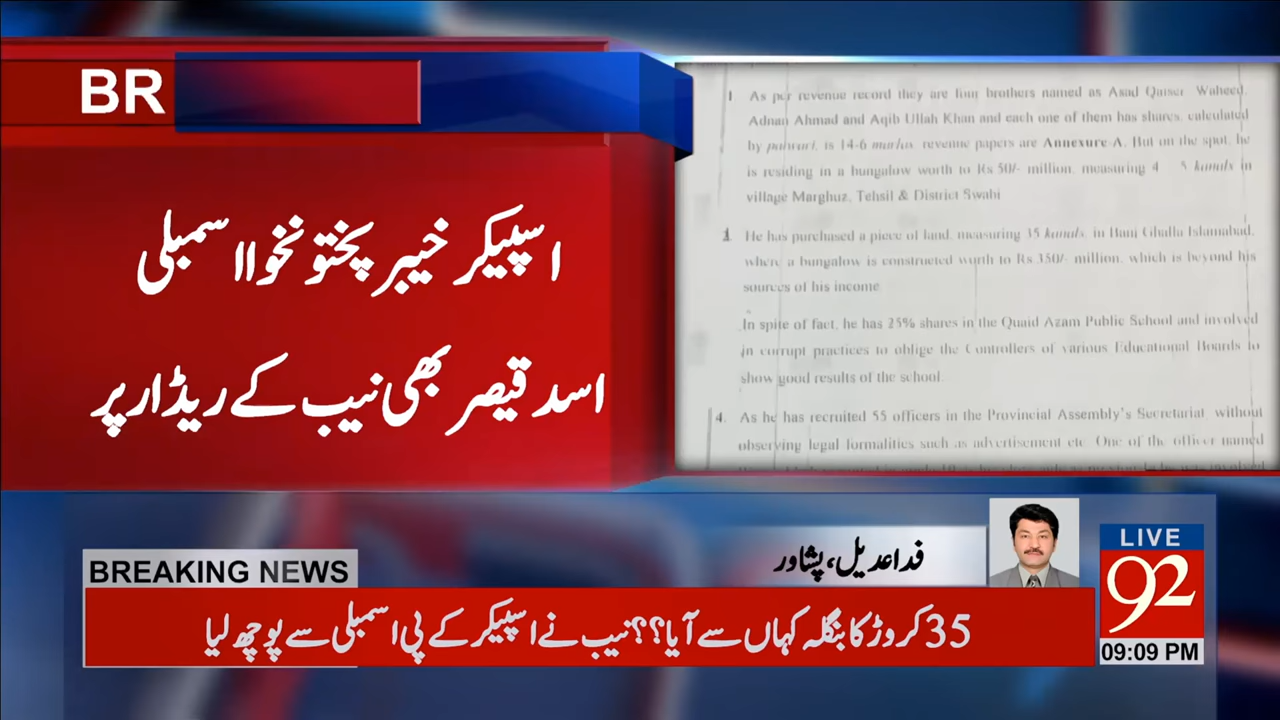 BR
اسپیکر خیبر پختونخوا اسمبلی
اسد قیصر بھی نیب کے ریڈار پر
1. As per revenue record they are four brothers named as Asad Qaiser, Waheed,
Adnan Ahmad and Aqib Ullah Khan and each one of them has shares, calculated
by patwari, is 14-6 marlas, revenue papers are Annexure-A. But on the spot, he
is residing in a bungalow worth to Rs.50/- million, measuring 4 5 kanals in
village Marghuz, Tehsil & District Swabi
He has purchased a piece of land, measuring 35 kanals, in Bani Ghalla Islamabad,
where a bungalow is constructed worth to Rs.350/- million, which is beyond his
sources of his income
In spite of fact, he has 25% shares in the Quaid Azam Public School and involved
in corrupt practices to oblige the Controllers of various Educational Boards to
show good results of the school.
4. As he has recruited 55 officers in the Provincial Assembly's Secretariat, without
observing legal formalities such as advertisement etc. One of the officer named
فدا عدیل، پشاور
LIVE
92
09:09 PM
BREAKING NEWS
35 کروڑ کا بنگلہ کہاں سے آیا؟؟ نیب نے اسپیکر کے پی اسمبلی سے پوچھ لیا